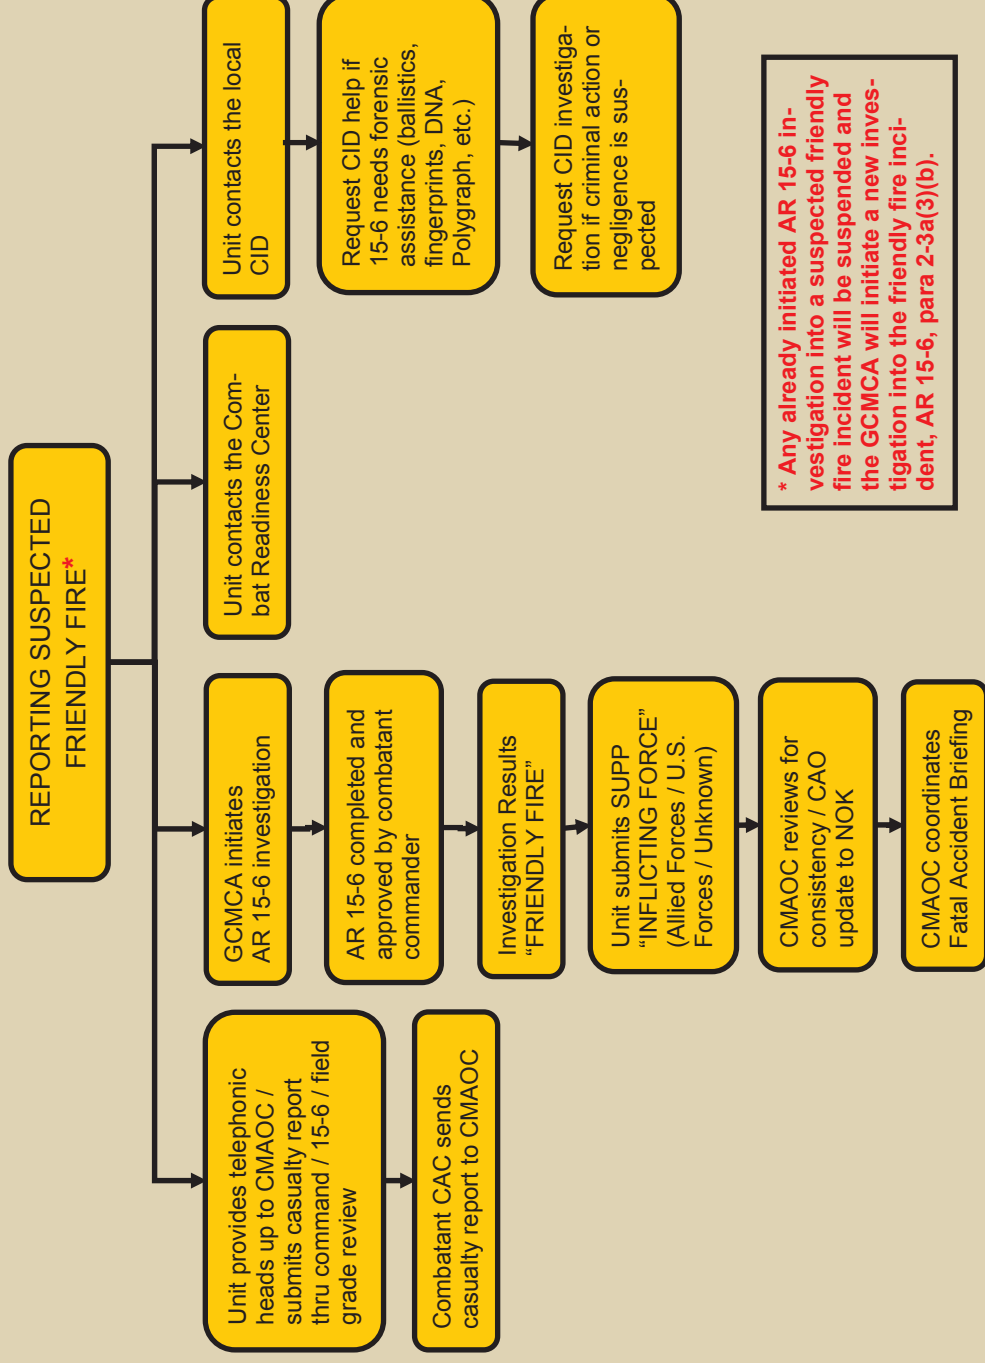 REPORTING SUSPECTED
FRIENDLY FIRE*
Unit provides telephonic
heads up to CMAOC /
submits casualty report
thru command / 15-6 / field
grade review
Combatant CAC sends
casualty report to CMAOC
GCMCA initiates
AR 15-6 investigation
AR 15-6 completed and
approved by combatant
commander
Investigation Results
“FRIENDLY FIRE”
Unit submits SUPP
“INFLICTING FORCE”
(Allied Forces / U.S.
Forces / Unknown)
CMAOC reviews for
consistency / CAO
update to NOK
CMAOC coordinates
Fatal Accident Briefing
Unit contacts the Com-
bat Readiness Center
Unit contacts the local
CID
Request CID help if
15-6 needs forensic
assistance (ballistics,
fingerprints, DNA,
Polygraph, etc.)
Request CID investiga-
tion if criminal action or
negligence is sus-
pected
* Any already initiated AR 15-6 in-
vestigation into a suspected friendly
fire incident will be suspended and
the GCMCA will initiate a new inves-
tigation into the friendly fire inci-
dent, AR 15-6, para 2-3a(3)(b).